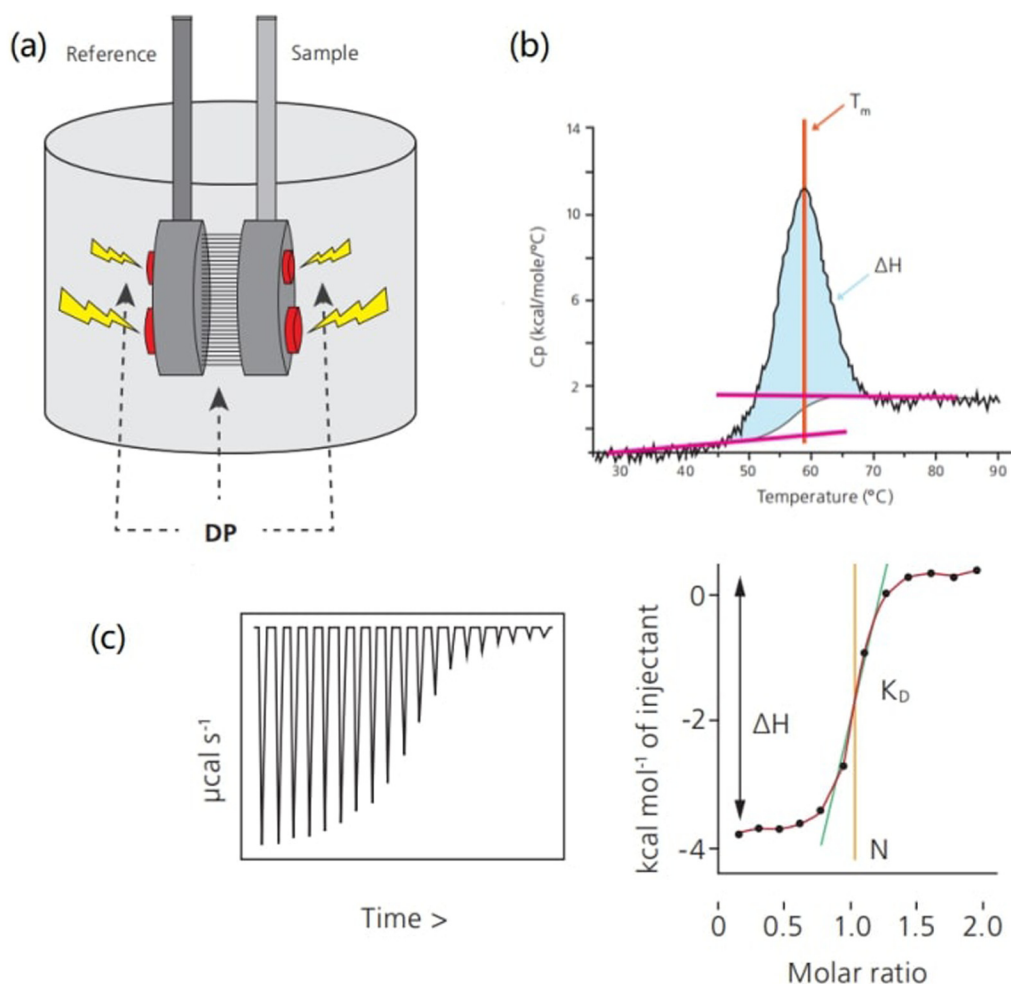 (a)
Reference
Sample
DP
(b)
Tm
ΔH
14
10
6
2
Cp (kcal/mole/°C)
30 40 50 60 70 80 90
Temperature (°C)
(c)
µcal s⁻¹
Time >
kcal mol⁻¹ of injectant
0
-2
-4
ΔH
KD
N
0 0.5 1.0 1.5 2.0
Molar ratio